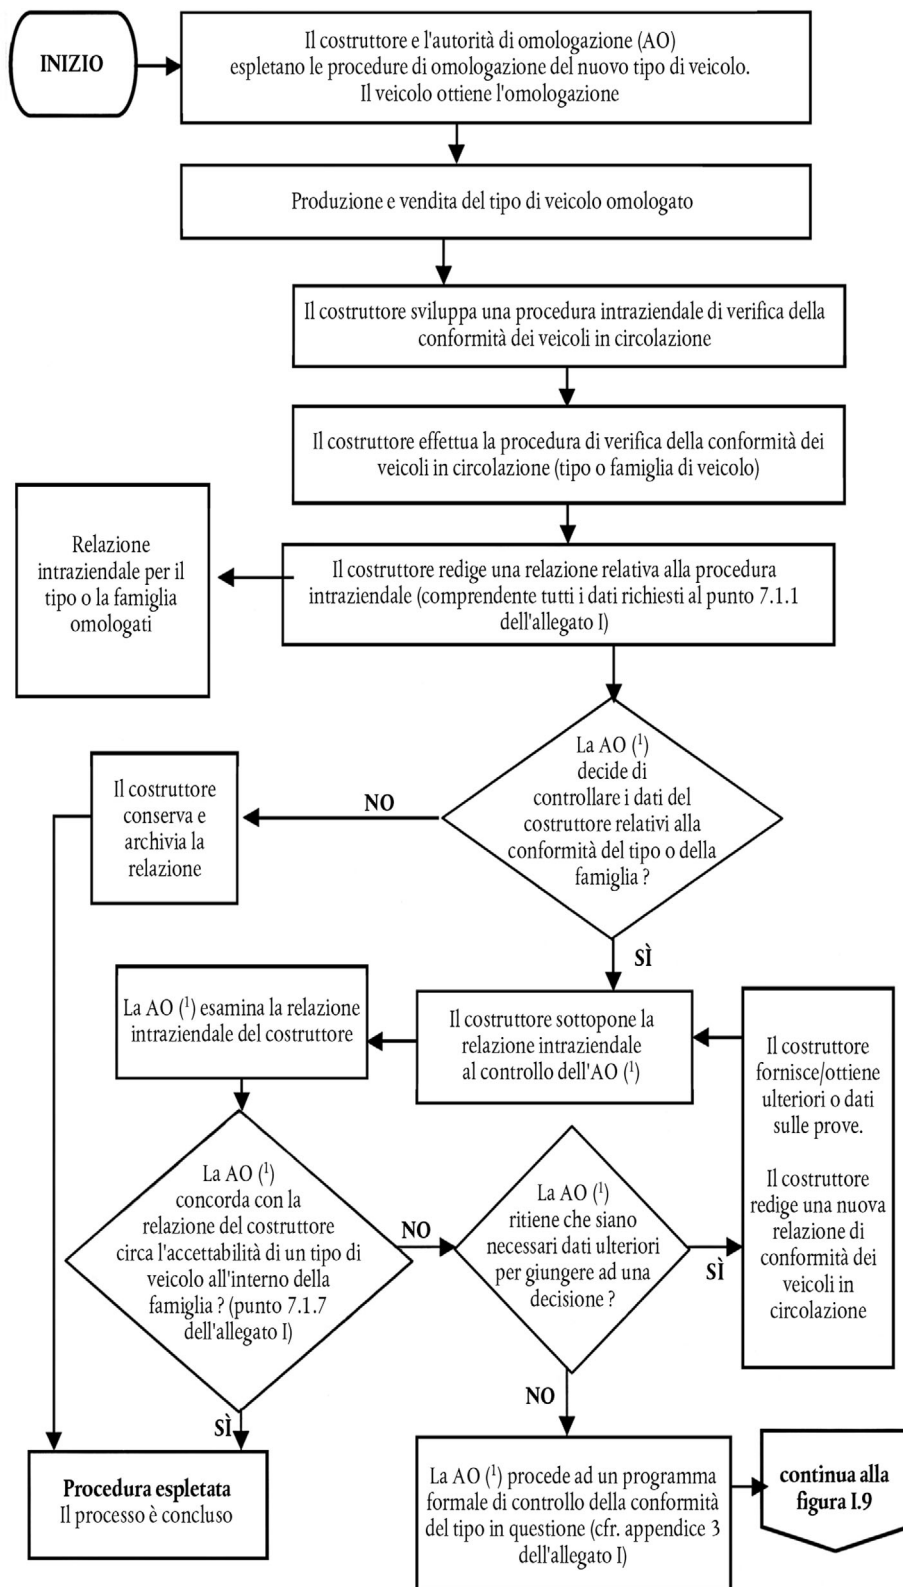 INIZIO
Il costruttore e l'autorità di omologazione (AO)
espletano le procedure di omologazione del nuovo tipo di veicolo.
Il veicolo ottiene l'omologazione
Produzione e vendita del tipo di veicolo omologato
Il costruttore sviluppa una procedura intraziendale di verifica della
conformità dei veicoli in circolazione
Il costruttore effettua la procedura di verifica della conformità dei
veicoli in circolazione (tipo o famiglia di veicolo)
Relazione
intraziendale per il
tipo o la famiglia
omologati
Il costruttore redige una relazione relativa alla procedura
intraziendale (comprendente tutti i dati richiesti al punto 7.1.1
dell'allegato I)
La AO (¹)
decide di
controllare i dati del
costruttore relativi alla
conformità del tipo o della
famiglia ?
NO
Il costruttore
conserva e
archivia la
relazione
SÌ
La AO (¹) esamina la relazione
intraziendale del costruttore
Il costruttore sottopone la
relazione intraziendale
al controllo dell'AO (¹)
Il costruttore
fornisce/ottiene
ulteriori o dati
sulle prove.
Il costruttore
redige una nuova
relazione di
conformità dei
veicoli in
circolazione
La AO (¹)
concorda con la
relazione del costruttore
circa l'accettabilità di un tipo di
veicolo all'interno della
famiglia ? (punto 7.1.7
dell'allegato I)
NO
La AO (¹)
ritiene che siano
necessari dati ulteriori
per giungere ad una
decisione ?
SÌ
NO
SÌ
Procedura espletata
Il processo è concluso
La AO (¹) procede ad un programma
formale di controllo della conformità
del tipo in questione (cfr. appendice 3
dell'allegato I)
continua alla
figura I.9